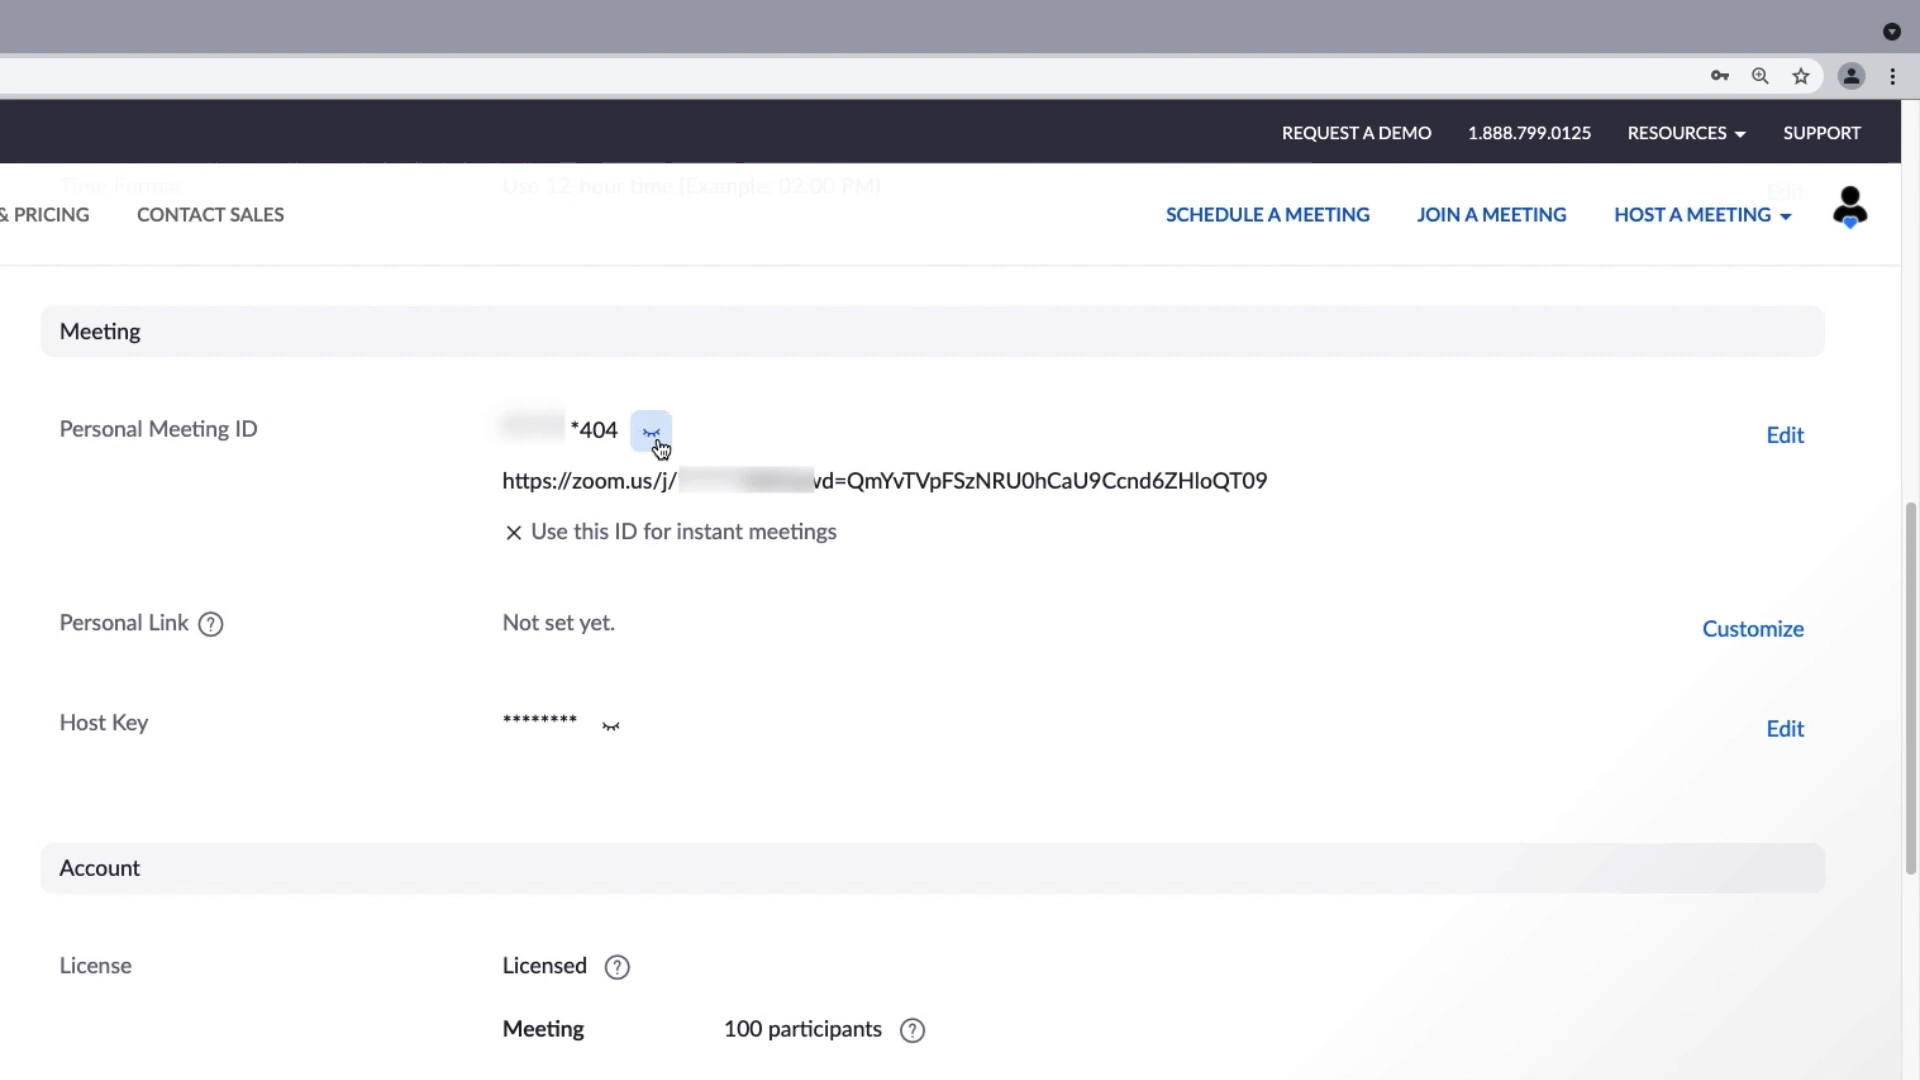 REQUEST A DEMO 1.888.799.0125 RESOURCES SUPPORT
Time Format Use 12-hour time (Example: 02:00 PM) Edit
& PRICING CONTACT SALES SCHEDULE A MEETING JOIN A MEETING HOST A MEETING
Meeting
Personal Meeting ID *404 Edit
https://zoom.us/j/ wd=QmYvTVpFSzNRU0hCaU9Ccnd6ZHloQT09
Use this ID for instant meetings
Personal Link ? Not set yet. Customize
Host Key ******** Edit
Account
License Licensed ?
Meeting 100 participants ?